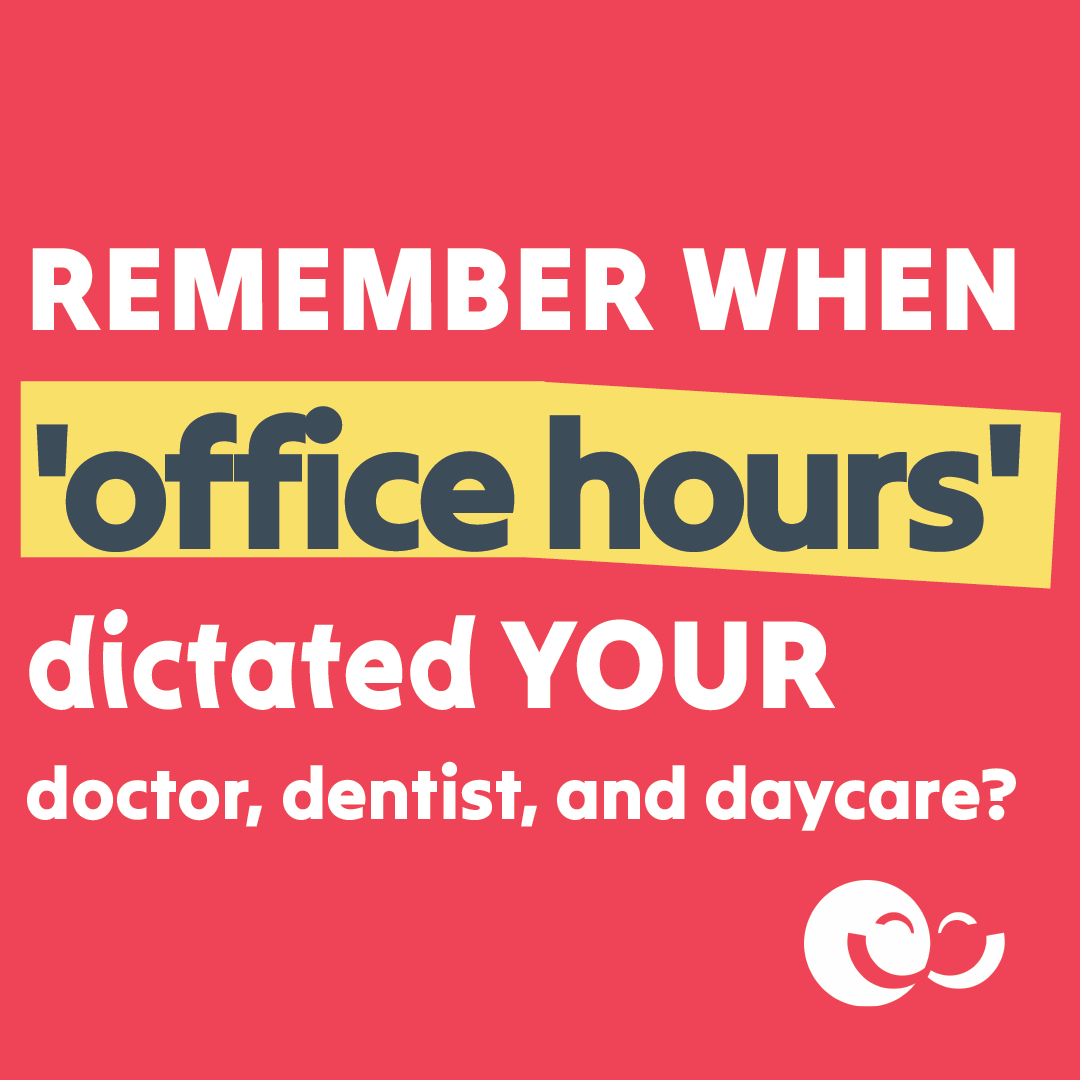 REMEMBER WHEN
'office hours'
dictated YOUR
doctor, dentist, and daycare?